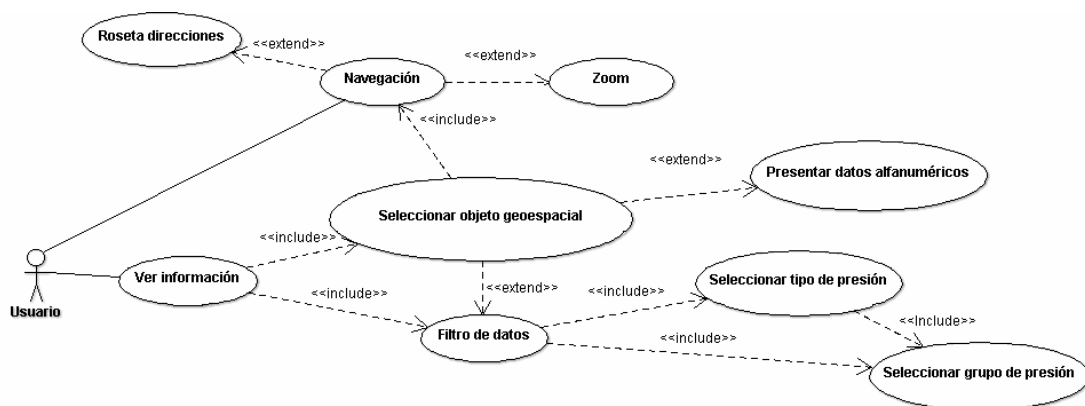 Roseta direcciones
<<extend>>
<<extend>>
Navegación
Zoom
<<include>>
<<extend>>
Presentar datos alfanuméricos
Seleccionar objeto geoespacial
<<include>>
Ver información
Seleccionar tipo de presión
<<extend>>
<<include>>
<<include>>
Usuario
<<Include>>
Filtro de datos
<<include>>
Seleccionar grupo de presión